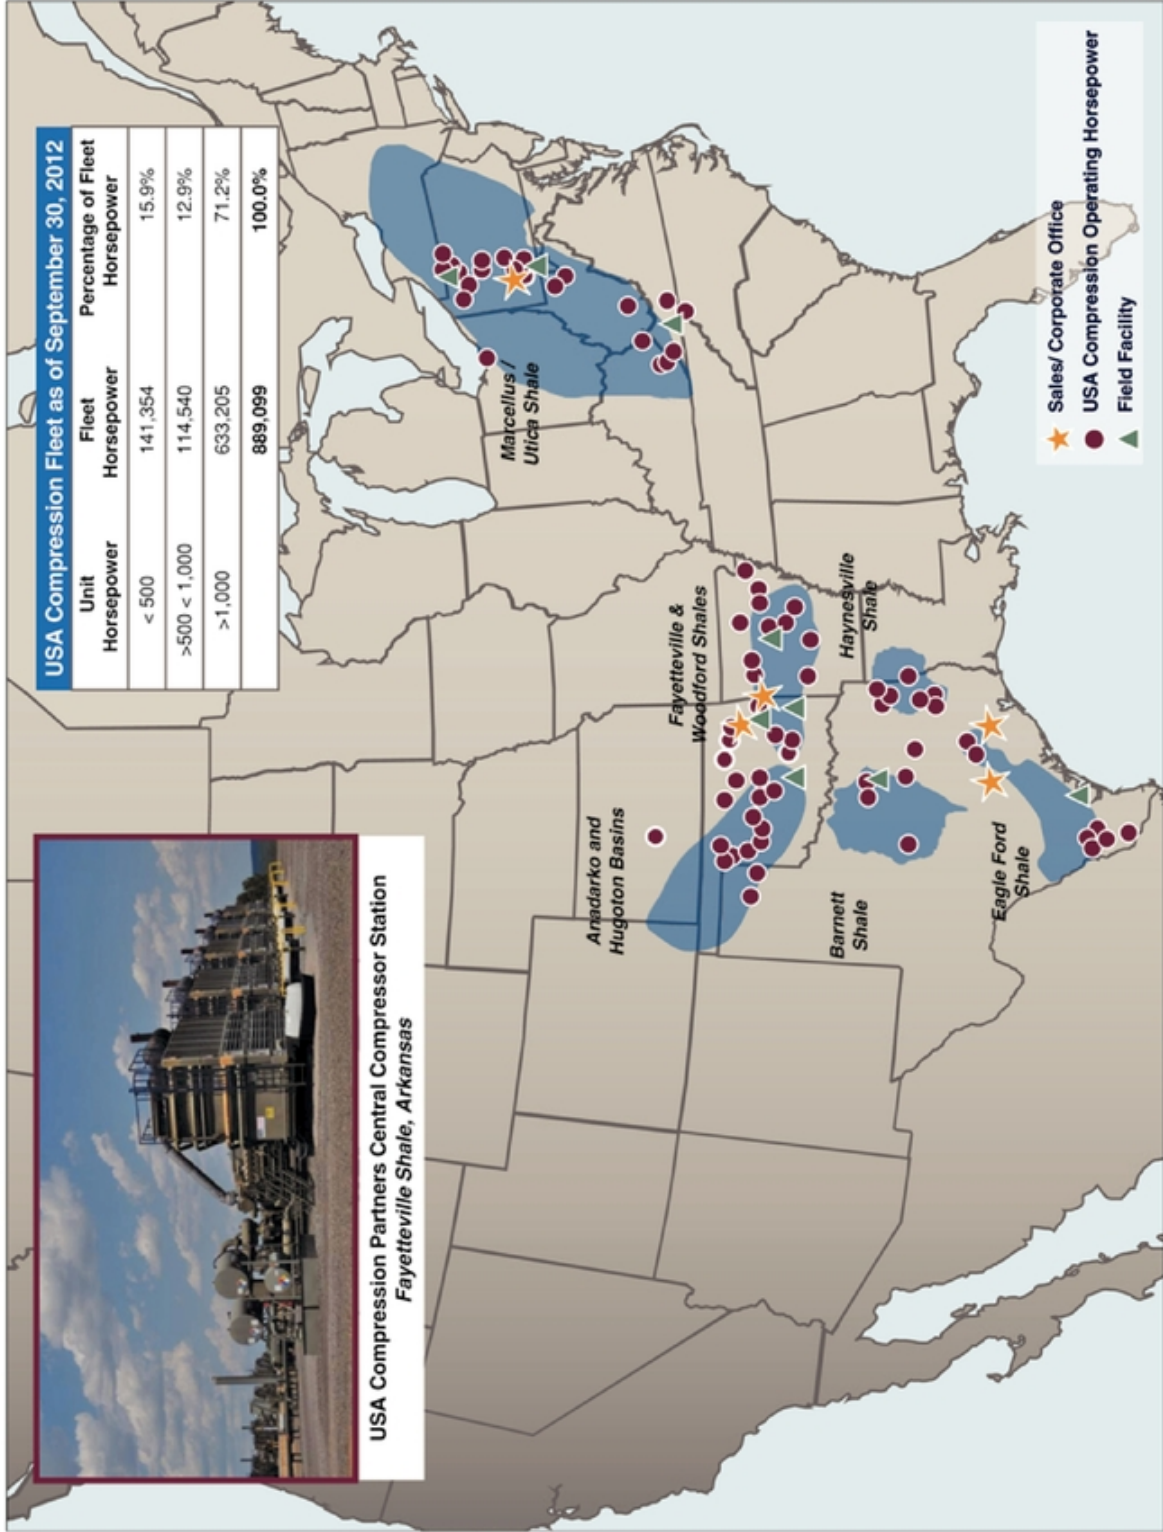 USA Compression Fleet as of September 30, 2012
Unit Horsepower Fleet Horsepower Percentage of Fleet Horsepower
< 500 141,354 15.9%
>500 < 1,000 114,540 12.9%
>1,000 633,205 71.2%
889,099 100.0%
USA Compression Partners Central Compressor Station
Fayetteville Shale, Arkansas
Marcellus /
Utica Shale
Fayetteville &
Woodford Shales
Anadarko and
Hugoton Basins
Haynesville
Shale
Barnett
Shale
Eagle Ford
Shale
Sales/ Corporate Office
USA Compression Operating Horsepower
Field Facility